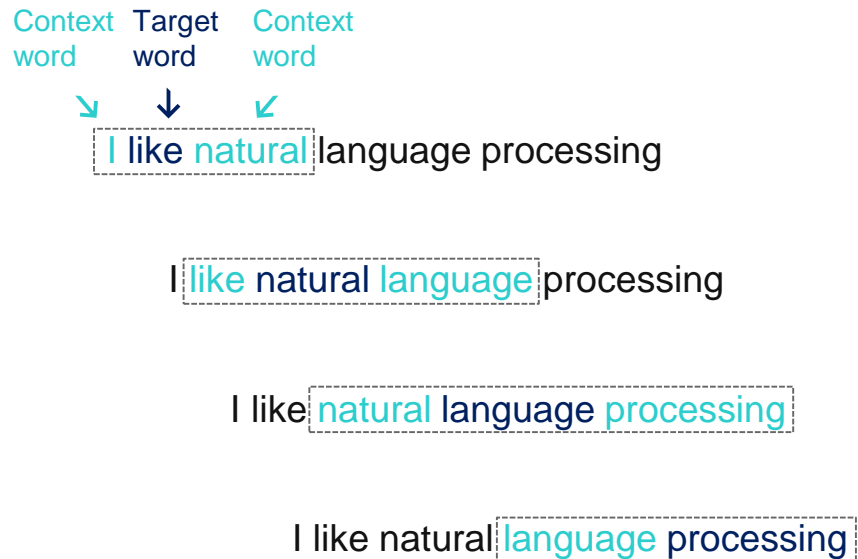 Context Target Context
word word word
I like natural language processing
I like natural language processing
I like natural language processing
I like natural language processing